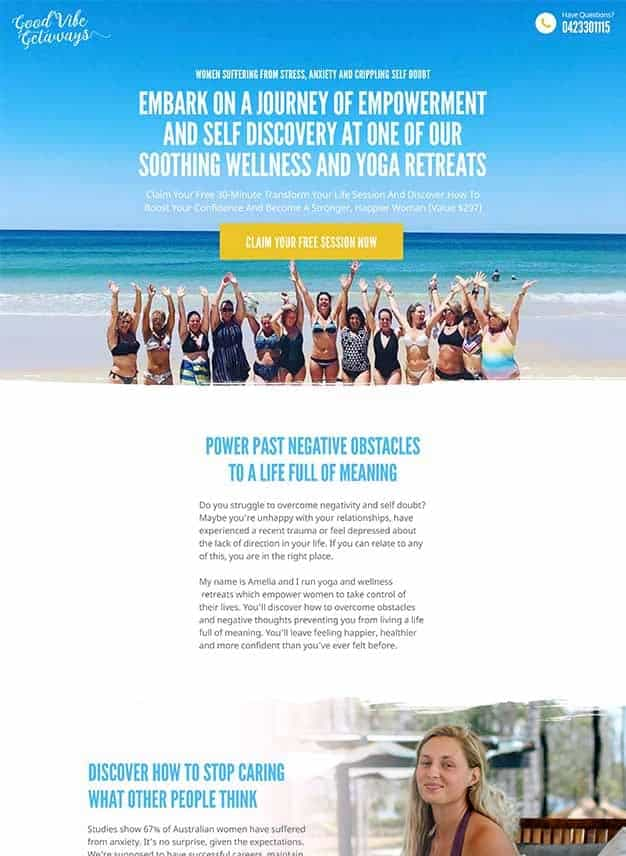 Good Vibe
Getaways
Have Questions?
0423301115
WOMEN SUFFERING FROM STRESS, ANXIETY AND CRIPPLING SELF DOUBT
EMBARK ON A JOURNEY OF EMPOWERMENT
AND SELF DISCOVERY AT ONE OF OUR
SOOTHING WELLNESS AND YOGA RETREATS
Claim Your Free 30-Minute Transform Your Life Session And Discover How To
Boost Your Confidence And Become A Stronger, Happier Woman (Value $297)
CLAIM YOUR FREE SESSION NOW
POWER PAST NEGATIVE OBSTACLES
TO A LIFE FULL OF MEANING
Do you struggle to overcome negativity and self doubt?
Maybe you're unhappy with your relationships, have
experienced a recent trauma or feel depressed about
the lack of direction in your life. If you can relate to any
of this, you are in the right place.
My name is Amelia and I run yoga and wellness
retreats which empower women to take control of
their lives. You'll discover how to overcome obstacles
and negative thoughts preventing you from living a life
full of meaning. You'll leave feeling happier, healthier
and more confident than you've ever felt before.
DISCOVER HOW TO STOP CARING
WHAT OTHER PEOPLE THINK
Studies show 67% of Australian women have suffered
from anxiety. It's no surprise, given the expectations.
We're supposed to have successful careers, maintain